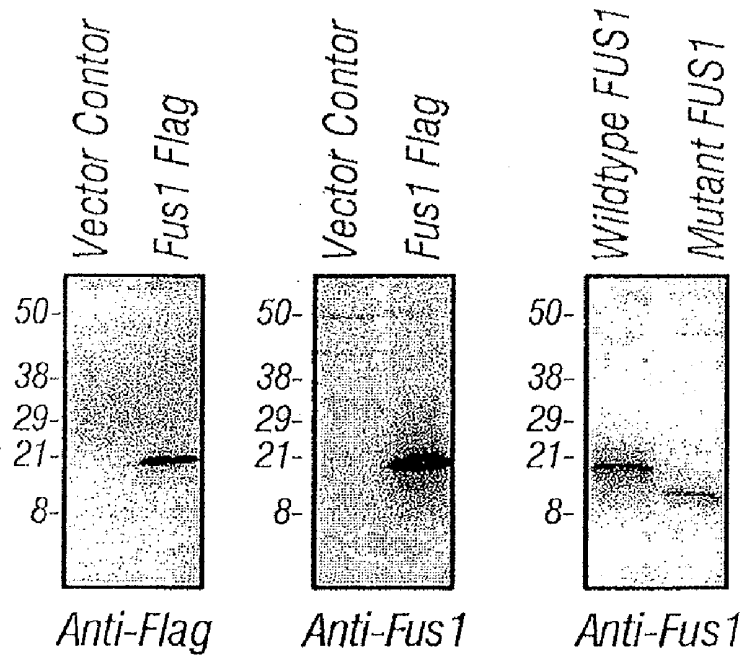 Vector Contor
Fus1 Flag
50-
38-
29-
21-
8-
Anti-Flag
Vector Contor
Fus1 Flag
50-
38-
29-
21-
8-
Anti-Fus1
Wildtype FUS1
Mutant FUS1
50-
38-
29-
21-
8-
Anti-Fus1